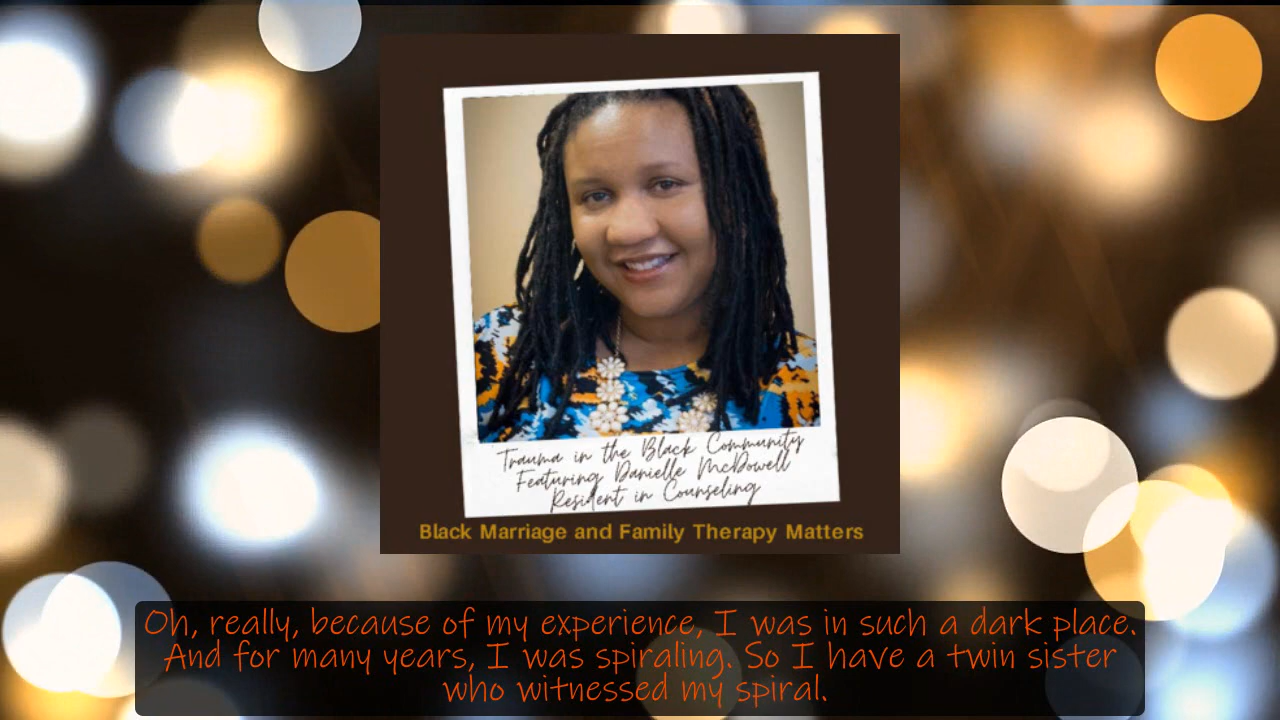 Trauma in the Black Community
Featuring Danielle McDowell
Resident in Counseling
Black Marriage and Family Therapy Matters
Oh, really, because of my experience, I was in such a dark place.
And for many years, I was spiraling. So I have a twin sister
who witnessed my spiral.